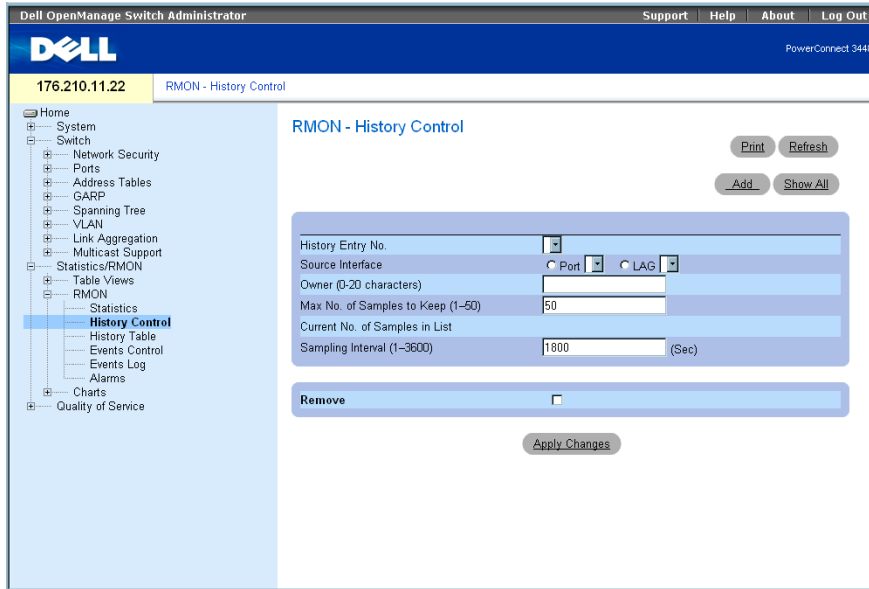 Dell OpenManage Switch Administrator
Support Help About Log Out
DELL
PowerConnect 344
176.210.11.22
RMON - History Control
Home
System
Switch
Network Security
Ports
Address Tables
GARP
Spanning Tree
VLAN
Link Aggregation
Multicast Support
Statistics/RMON
Table Views
RMON
Statistics
History Control
History Table
Events Control
Events Log
Alarms
Charts
Quality of Service
RMON - History Control
Print Refresh
Add Show All
History Entry No.
Source Interface Port LAG
Owner (0-20 characters)
Max No. of Samples to Keep (1–50) 50
Current No. of Samples in List
Sampling Interval (1–3600) 1800 (Sec)
Remove
Apply Changes